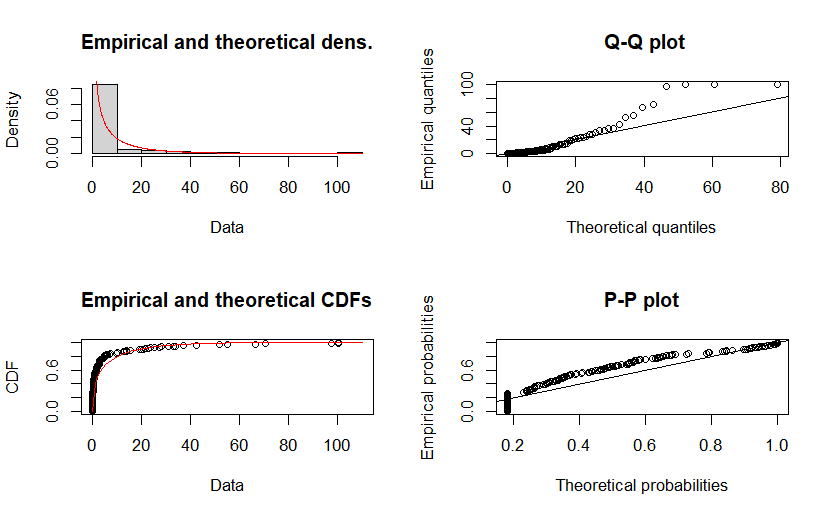 Empirical and theoretical dens.
Density
0.00 0.06
0 20 40 60 80 100
Data
Q-Q plot
Empirical quantiles
0 40 100
0 20 40 60 80
Theoretical quantiles
Empirical and theoretical CDFs
CDF
0.0 0.6
0 20 40 60 80 100
Data
P-P plot
Empirical probabilities
0.0 0.6
0.2 0.4 0.6 0.8 1.0
Theoretical probabilities